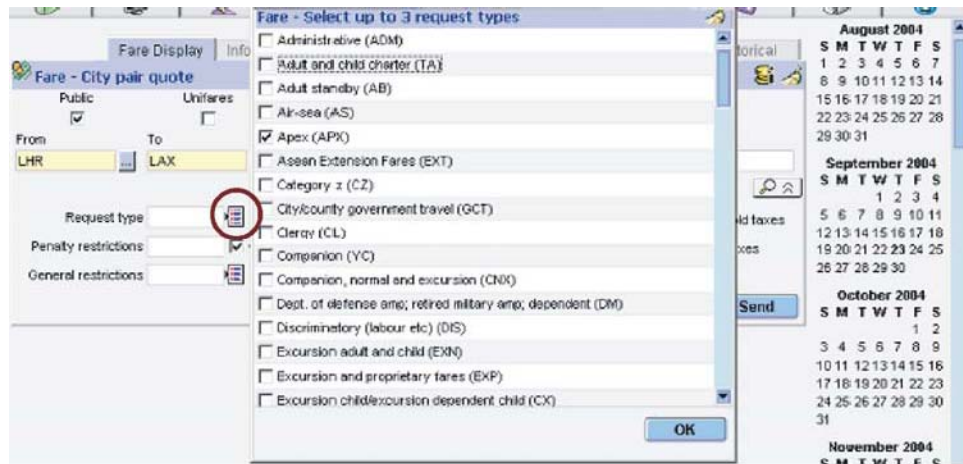 Fare Display
Info
torical
Fare - City pair quote
Public
Unifares
From
To
LHR
...
LAX
Request type
Penalty restrictions
General restrictions
Fare - Select up to 3 request types
Administrative (ADM)
Adult and child charter (TA)
Adult standby (AB)
Air-sea (AS)
Apex (APX)
Asean Extension Fares (EXT)
Category z (CZ)
City/county government travel (GCT)
Clergy (CL)
Companion (YC)
Companion, normal and excursion (CNX)
Dept. of defense amp; retired military amp; dependent (DM)
Discriminatory (labour etc) (DIS)
Excursion adult and child (EXN)
Excursion and proprietary fares (EXP)
Excursion child/excursion dependent child (CX)
OK
ld taxes
xes
Send
August 2004
S M T W T F S
1 2 3 4 5 6 7
8 9 10 11 12 13 14
15 16 17 18 19 20 21
22 23 24 25 26 27 28
29 30 31
September 2004
S M T W T F S
1 2 3 4
5 6 7 8 9 10 11
12 13 14 15 16 17 18
19 20 21 22 23 24 25
26 27 28 29 30
October 2004
S M T W T F S
1 2
3 4 5 6 7 8 9
10 11 12 13 14 15 16
17 18 19 20 21 22 23
24 25 26 27 28 29 30
31
November 2004
S M T W T F S